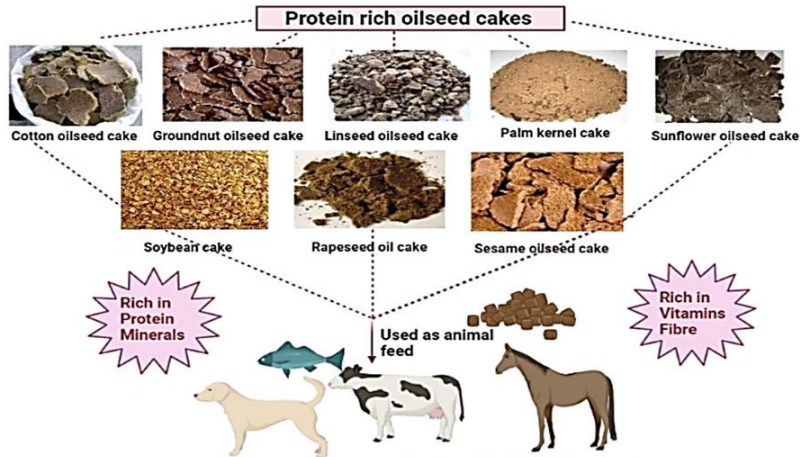 Protein rich oilseed cakes
Cotton oilseed cake
Groundnut oilseed cake
Linseed oilseed cake
Palm kernel cake
Sunflower oilseed cake
Soybean cake
Rapeseed oil cake
Sesame oilseed cake
Rich in
Protein
Minerals
Used as animal
feed
Rich in
Vitamins
Fibre